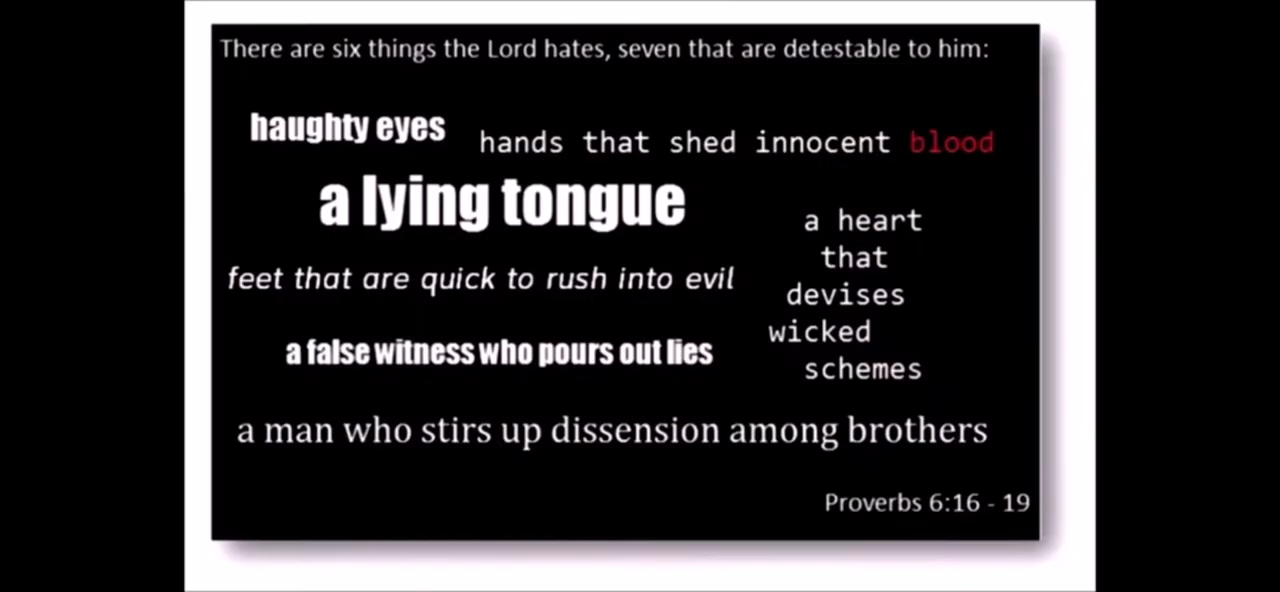 There are six things the Lord hates, seven that are detestable to him:
haughty eyes
hands that shed innocent blood
a lying tongue
a heart
that
devises
wicked
schemes
feet that are quick to rush into evil
a false witness who pours out lies
a man who stirs up dissension among brothers
Proverbs 6:16 - 19